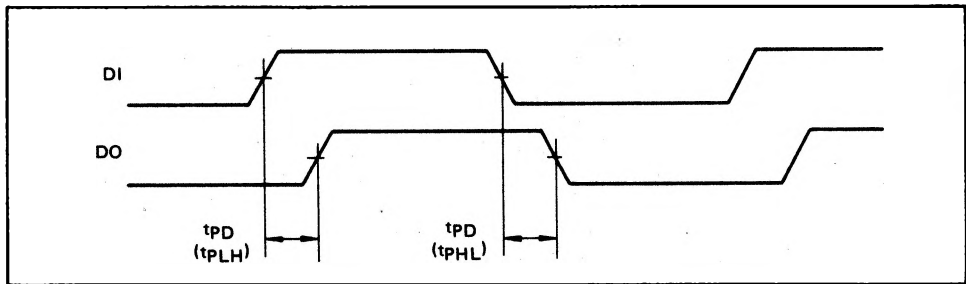 DI
DO
tPD
(tPLH)
tPD
(tPHL)